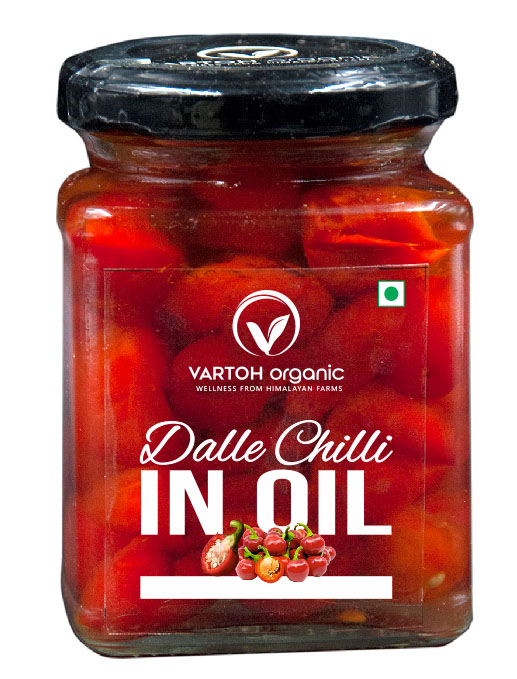 VARTOH organic
WELLNESS FROM HIMALAYAN FARMS
Dalle Chilli
IN OIL